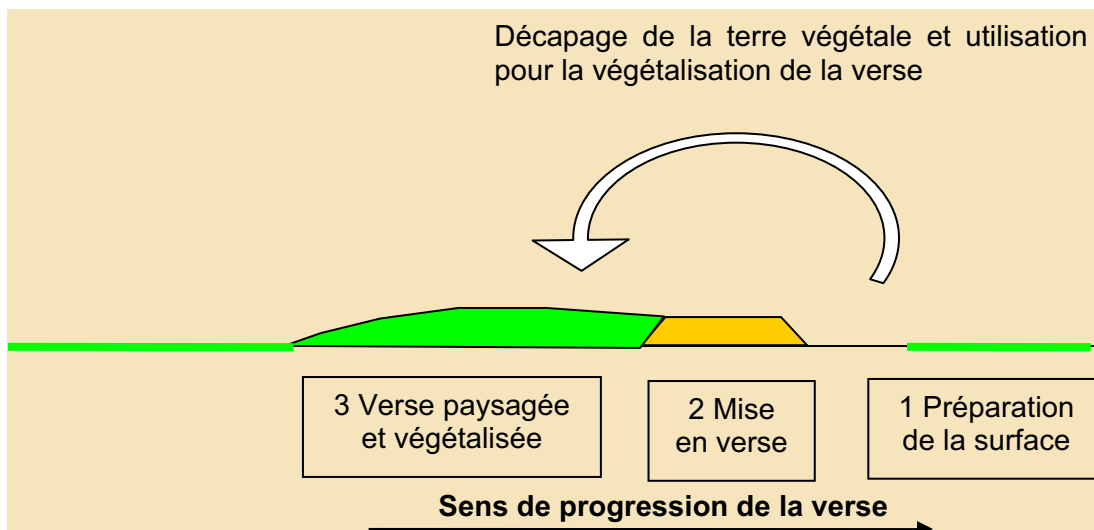 Décapage de la terre végétale et utilisation
pour la végétalisation de la verse
3 Verse paysagée
et végétalisée
2 Mise
en verse
1 Préparation
de la surface
Sens de progression de la verse